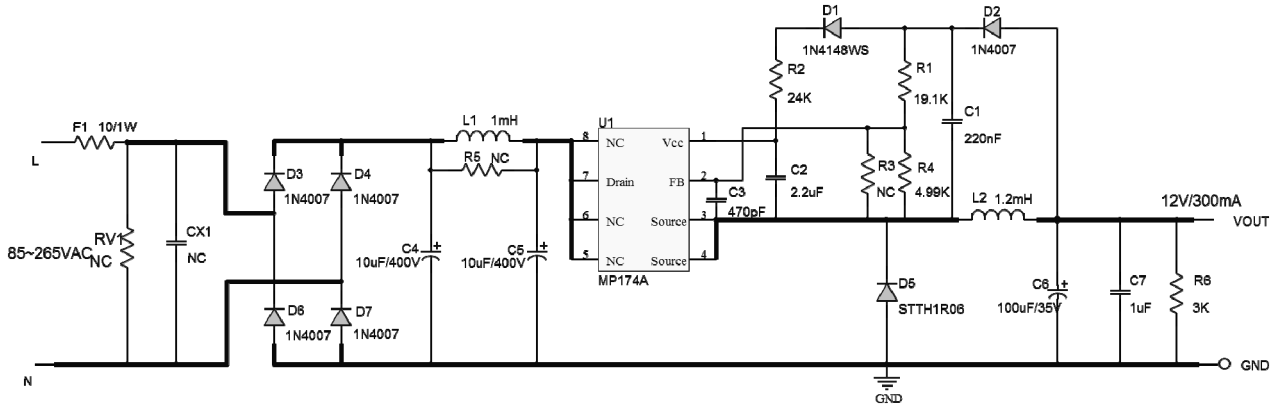 D1
1N4148WS
D2
1N4007
R2
24K
R1
19.1K
C1
220nF
F1 10/1W
L
L1 1mH
R5 NC
U1
8 NC
7 Drain
6 NC
5 NC
Vcc 1
FB 2
Source 3
Source 4
MP174A
C2
2.2uF
C3
470pF
R3
NC
R4
4.99K
L2 1.2mH
12V/300mA
VOUT
D3
1N4007
D4
1N4007
85~265VAC
RV1
NC
CX1
NC
C4
10uF/400V
C5
10uF/400V
D5
STTH1R06
C6
100uF/35V
C7
1uF
R6
3K
D6
1N4007
D7
1N4007
N
GND
GND
+
+
+